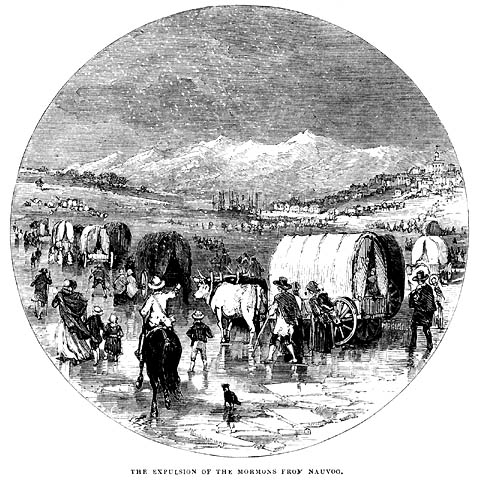 THE EXPULSION OF THE MORMONS FROM NAUVOO.